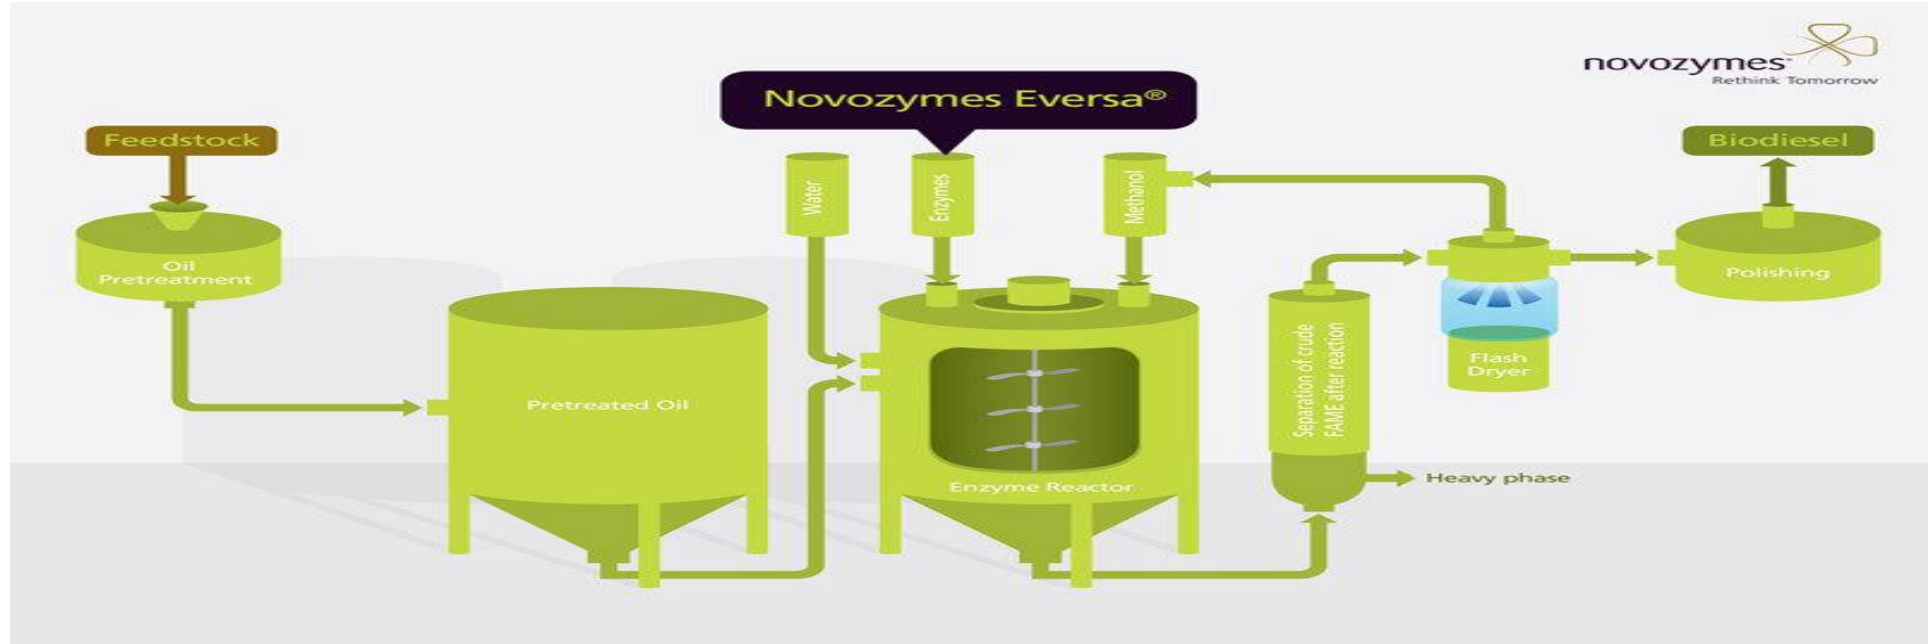 novozymes®
Rethink Tomorrow
Novozymes Eversa®
Feedstock
Biodiesel
Water
Enzymes
Methanol
Oil
Pretreatment
Polishing
Pretreated Oil
Enzyme Reactor
Separation of crude
FAME after reaction
Flash
Dryer
Heavy phase